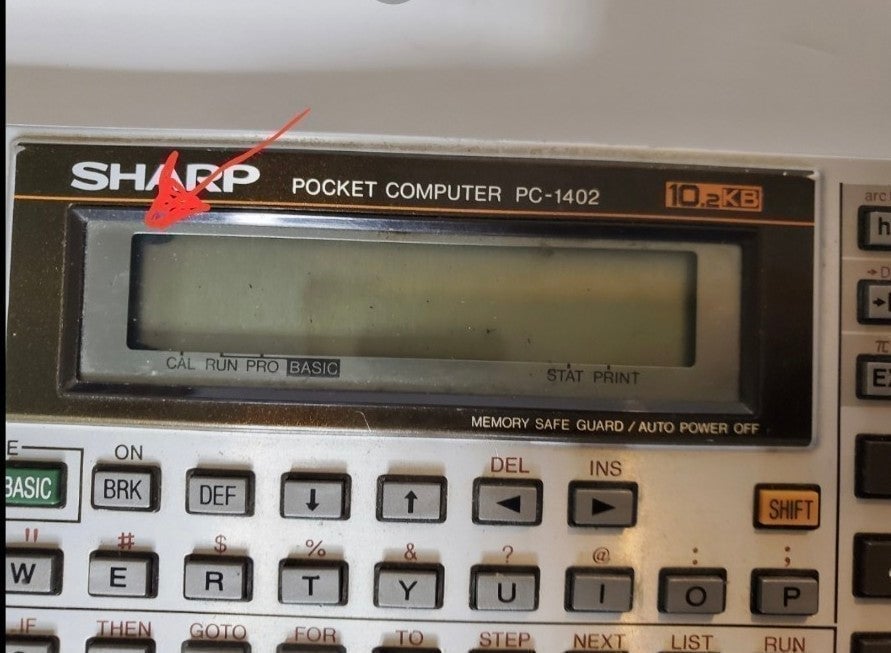 SHARP POCKET COMPUTER PC-1402 10.2KB
CAL RUN PRO BASIC STAT PRINT
MEMORY SAFE GUARD / AUTO POWER OFF
ON DEL INS
BASIC BRK DEF ↓ ↑ ◄ ► SHIFT
" # $ % & ? @ : ;
W E R T Y U I O P
IF THEN GOTO FOR TO STEP NEXT LIST RUN